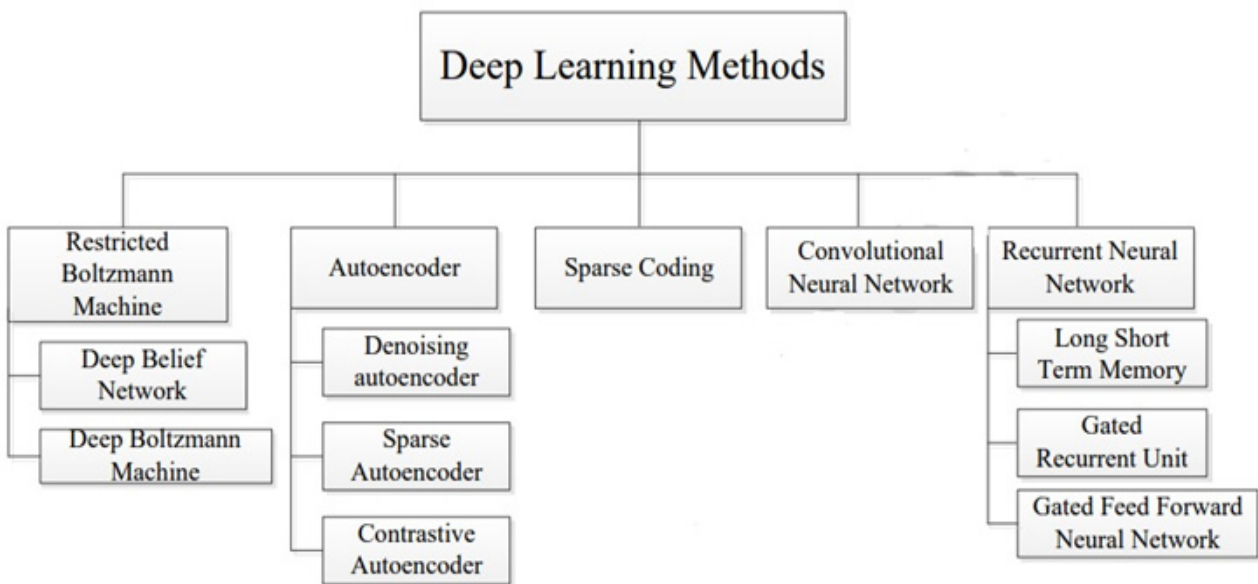 Deep Learning Methods
Restricted
Boltzmann
Machine
Deep Belief
Network
Deep Boltzmann
Machine
Autoencoder
Denoising
autoencoder
Sparse
Autoencoder
Contrastive
Autoencoder
Sparse Coding
Convolutional
Neural Network
Recurrent Neural
Network
Long Short
Term Memory
Gated
Recurrent Unit
Gated Feed Forward
Neural Network